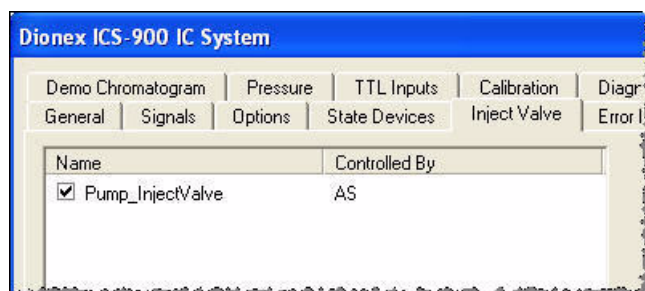 Dionex ICS-900 IC System
Demo Chromatogram Pressure TTL Inputs Calibration
General Signals Options State Devices Inject Valve Error
Name Controlled By
Pump_InjectValve AS